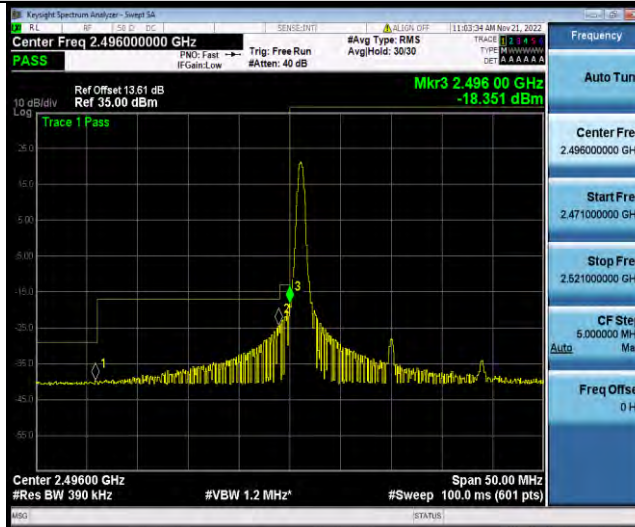 Keysight Spectrum Analyzer - Swept SA
RL RF 50 Ω DC SENSE:INT ALIGN OFF 11:03:34 AM Nov 21, 2022
Center Freq 2.496000000 GHz
PASS
PNO: Fast
IFGain:Low
Trig: Free Run
#Atten: 40 dB
#Avg Type: RMS
Avg|Hold: 30/30
TRACE 1 2 3 4 5 6
TYPE M WWWWW
DET A A A A A A
Ref Offset 13.61 dB
10 dB/div Ref 35.00 dBm
Log
Mkr3 2.496 00 GHz
-18.351 dBm
Trace 1 Pass
25.0
15.0
5.00
-5.00
-15.0
-25.0
-35.0
-45.0
-55.0
1
2
3
Center 2.49600 GHz
Span 50.00 MHz
#Res BW 390 kHz
#VBW 1.2 MHz*
#Sweep 100.0 ms (601 pts)
MSG
STATUS
Frequency
Auto Tun
Center Fre
2.496000000 GH
Start Fre
2.471000000 GH
Stop Fre
2.521000000 GH
CF Ste
5.000000 MH
Auto Ma
Freq Offse
0 H